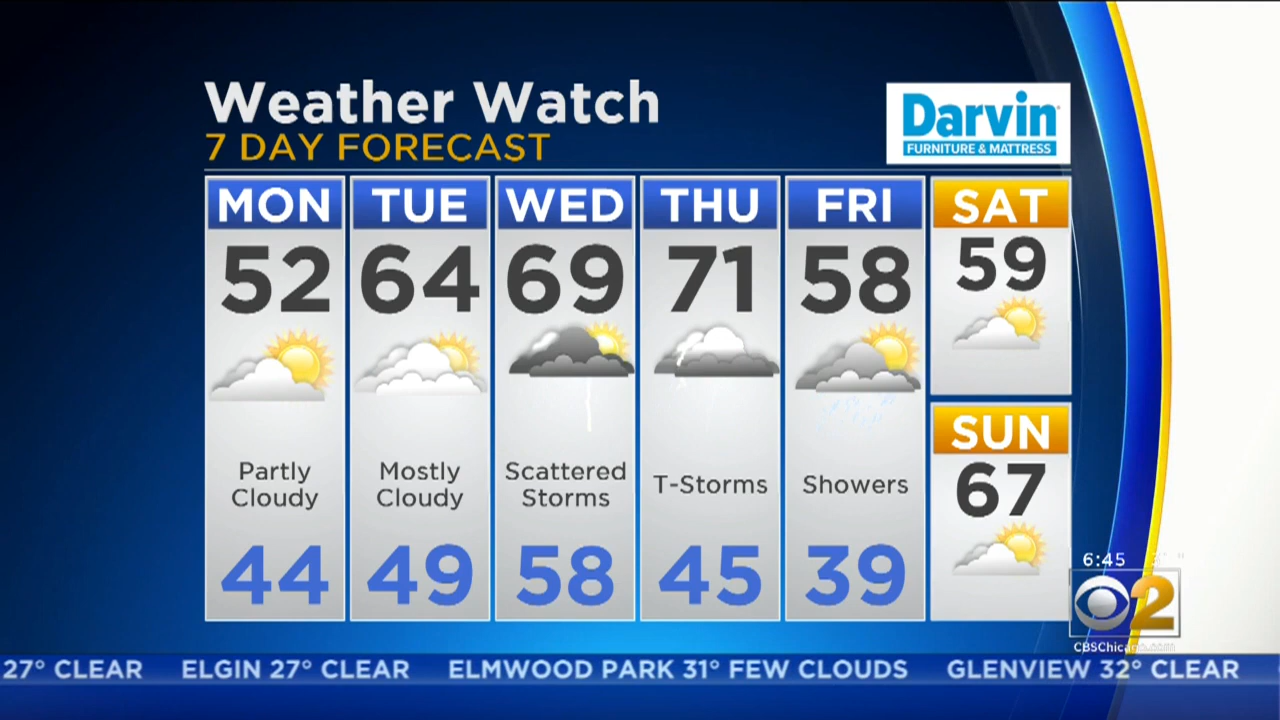 Weather Watch
7 DAY FORECAST
Darvin
FURNITURE & MATTRESS
MON
52
Partly
Cloudy
44
TUE
64
Mostly
Cloudy
49
WED
69
Scattered
Storms
58
THU
71
T-Storms
45
FRI
58
Showers
39
SAT
59
SUN
67
6:45
2
CBSChicago.com
27° CLEAR ELGIN 27° CLEAR ELMWOOD PARK 31° FEW CLOUDS GLENVIEW 32° CLEAR